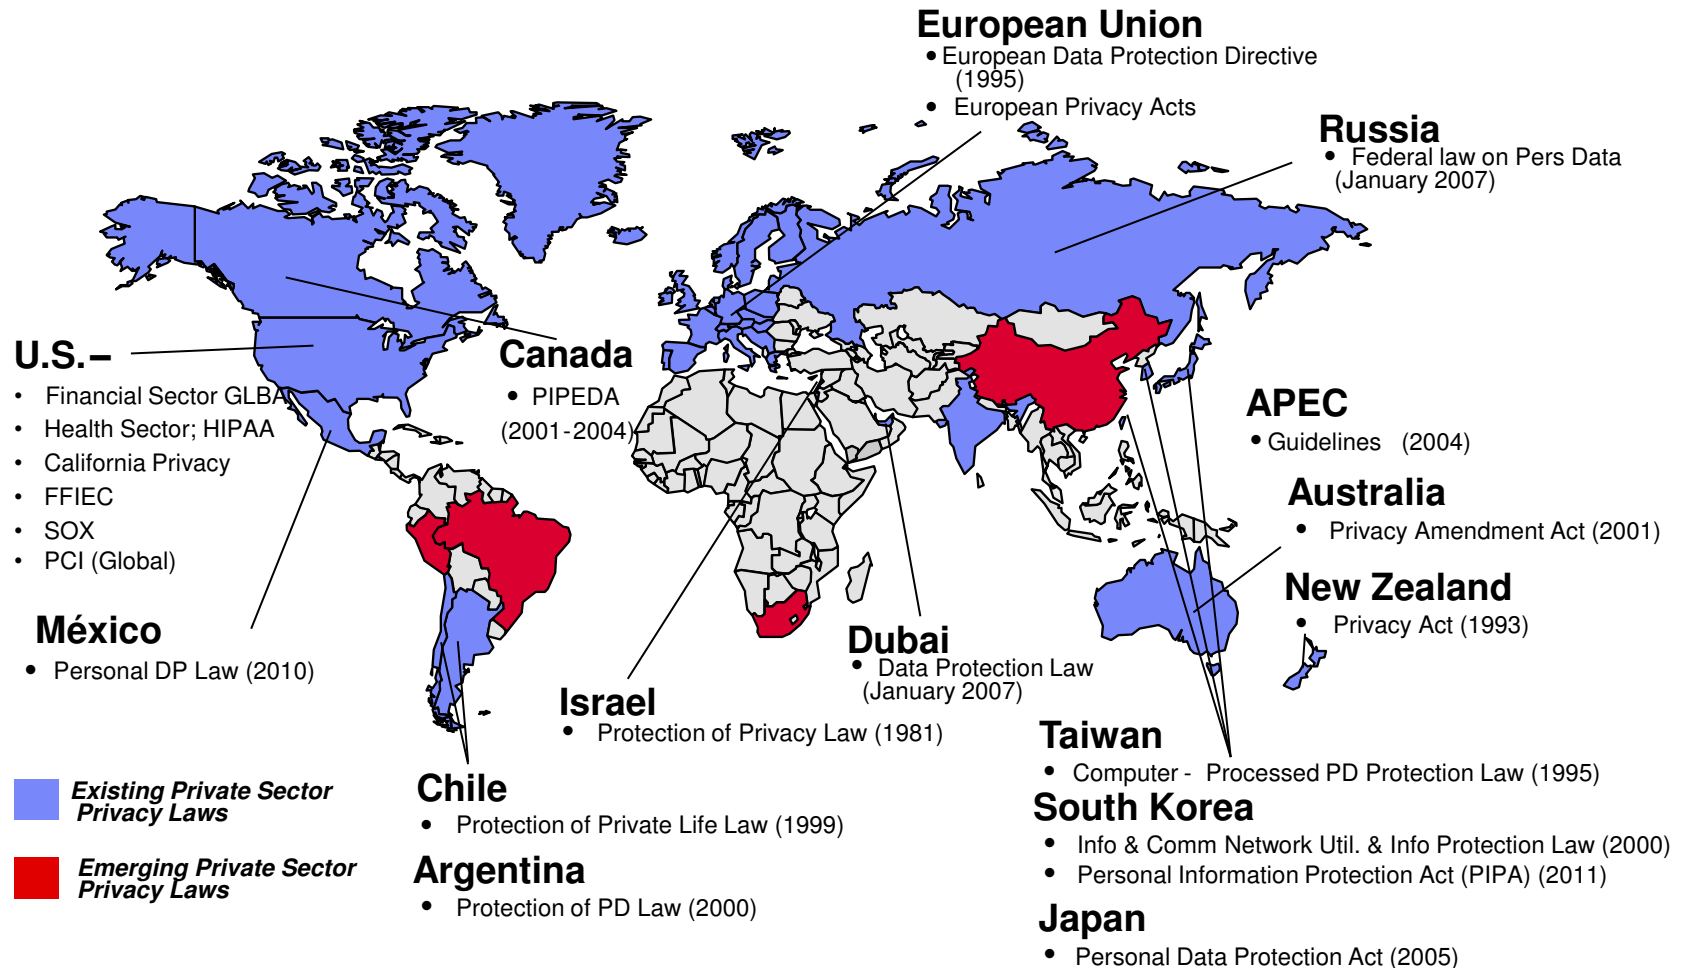 European Union
• European Data Protection Directive
(1995)
• European Privacy Acts
Russia
• Federal law on Pers Data
(January 2007)
U.S.–
• Financial Sector GLBA
• Health Sector; HIPAA
• California Privacy
• FFIEC
• SOX
• PCI (Global)
Canada
• PIPEDA
(2001-2004)
APEC
• Guidelines (2004)
Australia
• Privacy Amendment Act (2001)
New Zealand
• Privacy Act (1993)
México
• Personal DP Law (2010)
Dubai
• Data Protection Law
(January 2007)
Israel
• Protection of Privacy Law (1981)
Taiwan
• Computer - Processed PD Protection Law (1995)
South Korea
• Info & Comm Network Util. & Info Protection Law (2000)
• Personal Information Protection Act (PIPA) (2011)
Japan
• Personal Data Protection Act (2005)
Chile
• Protection of Private Life Law (1999)
Argentina
• Protection of PD Law (2000)
Existing Private Sector
Privacy Laws
Emerging Private Sector
Privacy Laws